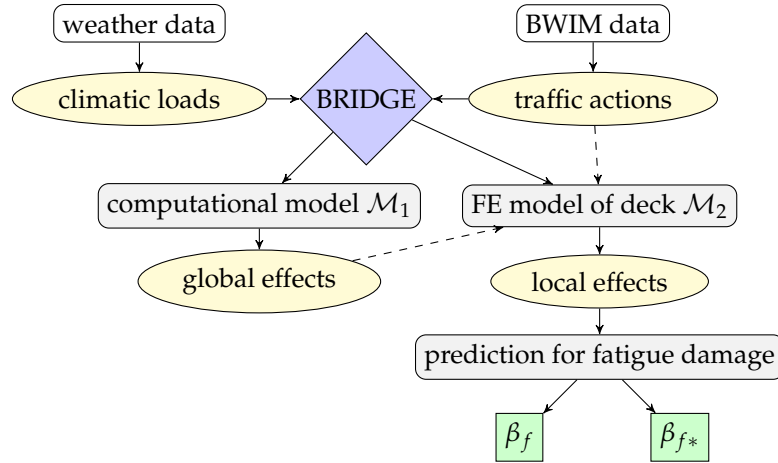 weather data
BWIM data
climatic loads
BRIDGE
traffic actions
computational model ℳ₁
FE model of deck ℳ₂
global effects
local effects
prediction for fatigue damage
β_f
β_{f*}